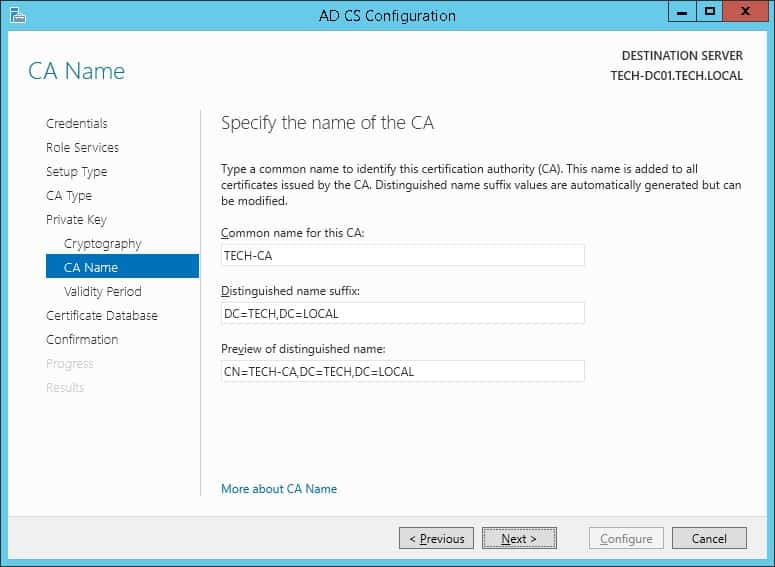 AD CS Configuration
CA Name
DESTINATION SERVER
TECH-DC01.TECH.LOCAL
Credentials
Role Services
Setup Type
CA Type
Private Key
Cryptography
CA Name
Validity Period
Certificate Database
Confirmation
Progress
Results
Specify the name of the CA
Type a common name to identify this certification authority (CA). This name is added to all
certificates issued by the CA. Distinguished name suffix values are automatically generated but can
be modified.
Common name for this CA:
TECH-CA
Distinguished name suffix:
DC=TECH,DC=LOCAL
Preview of distinguished name:
CN=TECH-CA,DC=TECH,DC=LOCAL
More about CA Name
< Previous
Next >
Configure
Cancel